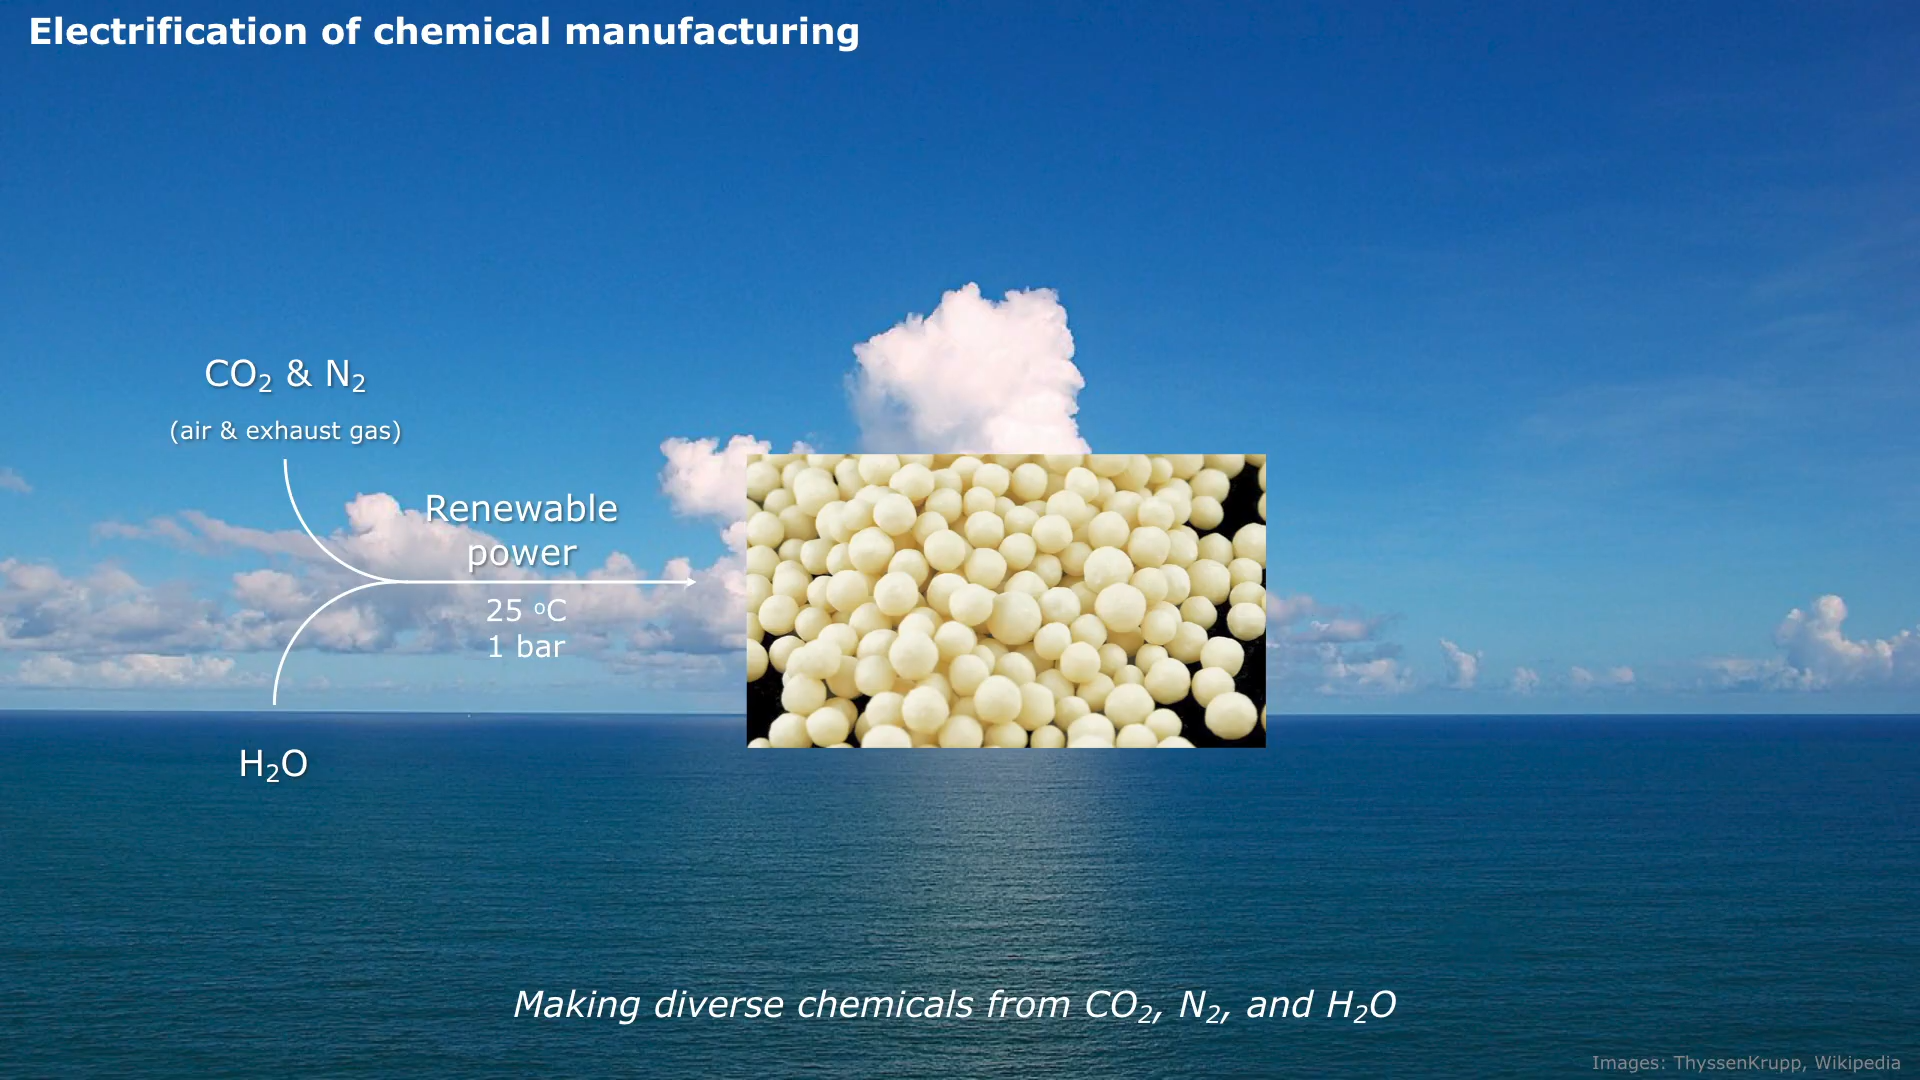 Electrification of chemical manufacturing
CO₂ & N₂
(air & exhaust gas)
Renewable
power
25 ᵒC
1 bar
H₂O
Making diverse chemicals from CO₂, N₂, and H₂O
Images: ThyssenKrupp, Wikipedia